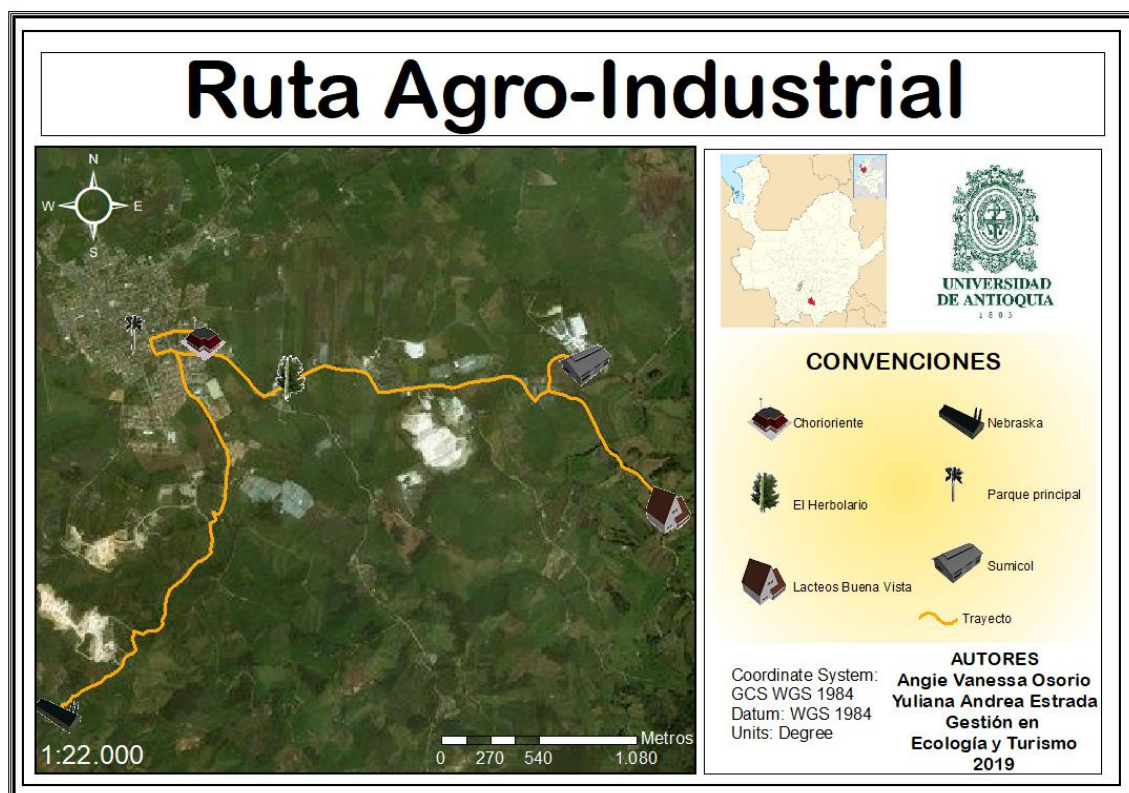 Ruta Agro-Industrial
N
W
E
S
1:22.000
Metros
0
270
540
1.080
UNIVERSIDAD
DE ANTIOQUIA
1803
CONVENCIONES
Chorioriente
Nebraska
El Herbolario
Parque principal
Lacteos Buena Vista
Sumicol
Trayecto
Coordinate System:
GCS WGS 1984
Datum: WGS 1984
Units: Degree
AUTORES
Angie Vanessa Osorio
Yuliana Andrea Estrada
Gestión en
Ecología y Turismo
2019